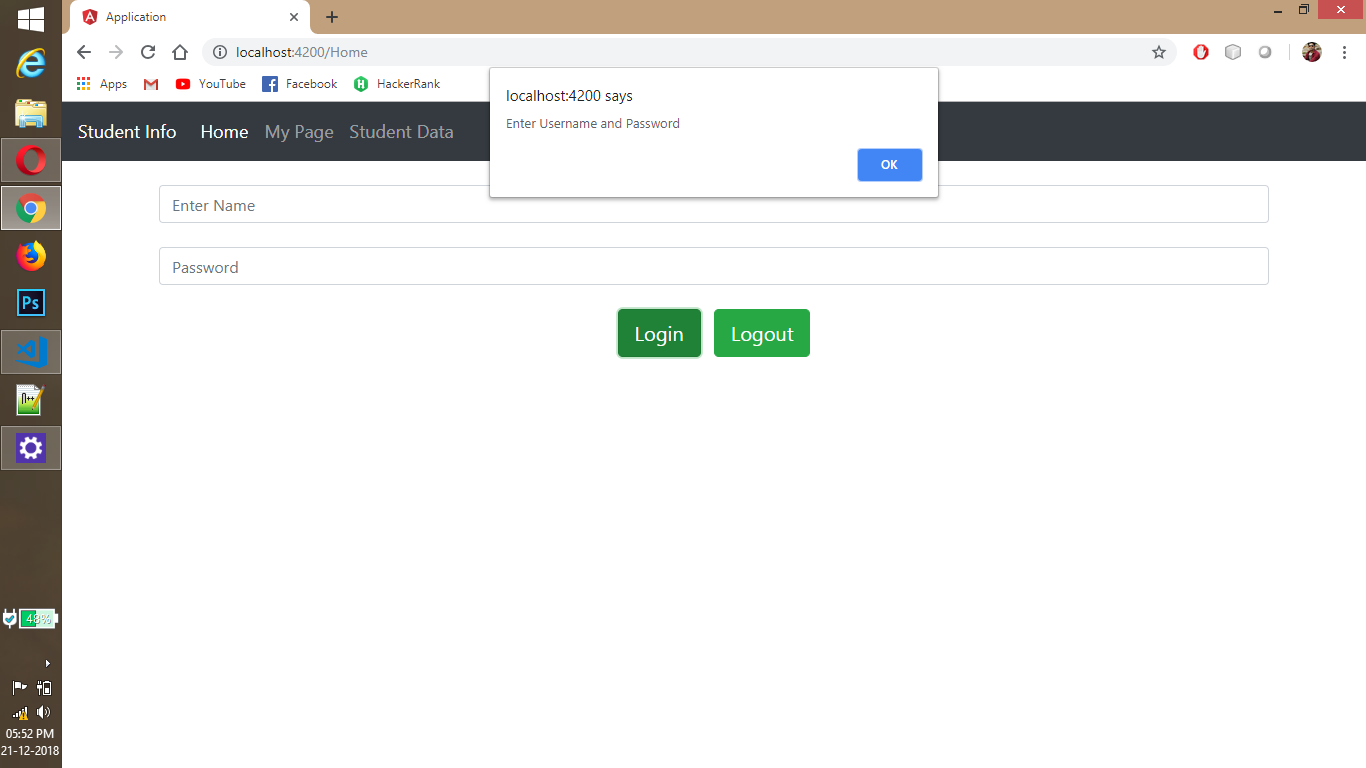 Application
localhost:4200/Home
Apps YouTube Facebook HackerRank
localhost:4200 says
Enter Username and Password
OK
Student Info Home My Page Student Data
Enter Name
Password
Login Logout
Ps
n++
48%
05:52 PM
21-12-2018